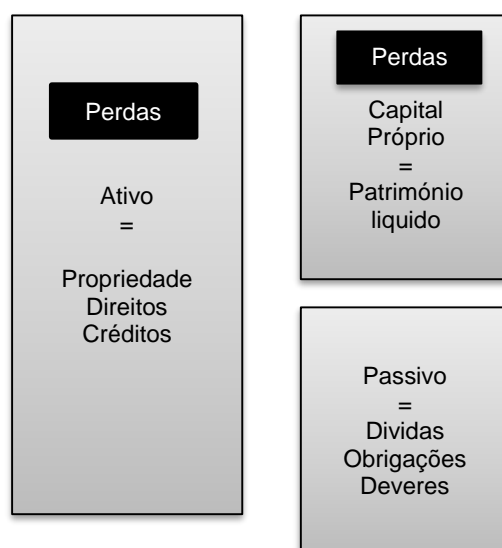 Perdas
Ativo
=
Propriedade
Direitos
Créditos
Perdas
Capital
Próprio
=
Património
liquido
Passivo
=
Dividas
Obrigações
Deveres